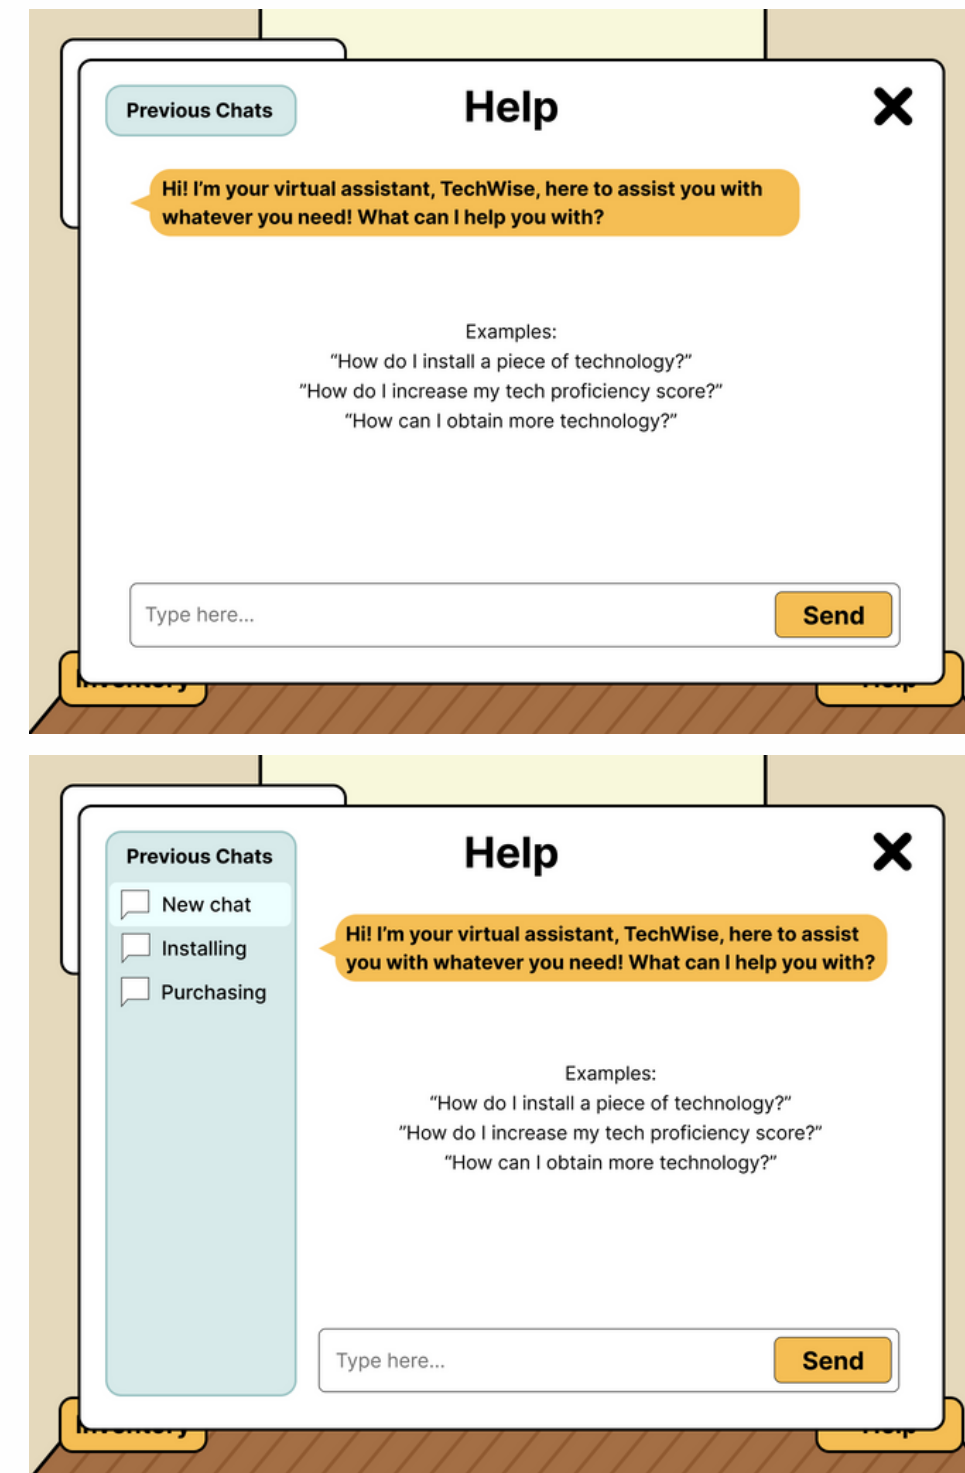 Previous Chats
Help
Hi! I’m your virtual assistant, TechWise, here to assist you with
whatever you need! What can I help you with?
Examples:
“How do I install a piece of technology?”
”How do I increase my tech proficiency score?”
“How can I obtain more technology?”
Type here...
Send
Inventory
Help
Previous Chats
Help
New chat
Installing
Purchasing
Hi! I’m your virtual assistant, TechWise, here to assist
you with whatever you need! What can I help you with?
Examples:
“How do I install a piece of technology?”
”How do I increase my tech proficiency score?”
“How can I obtain more technology?”
Type here...
Send
Inventory
Help